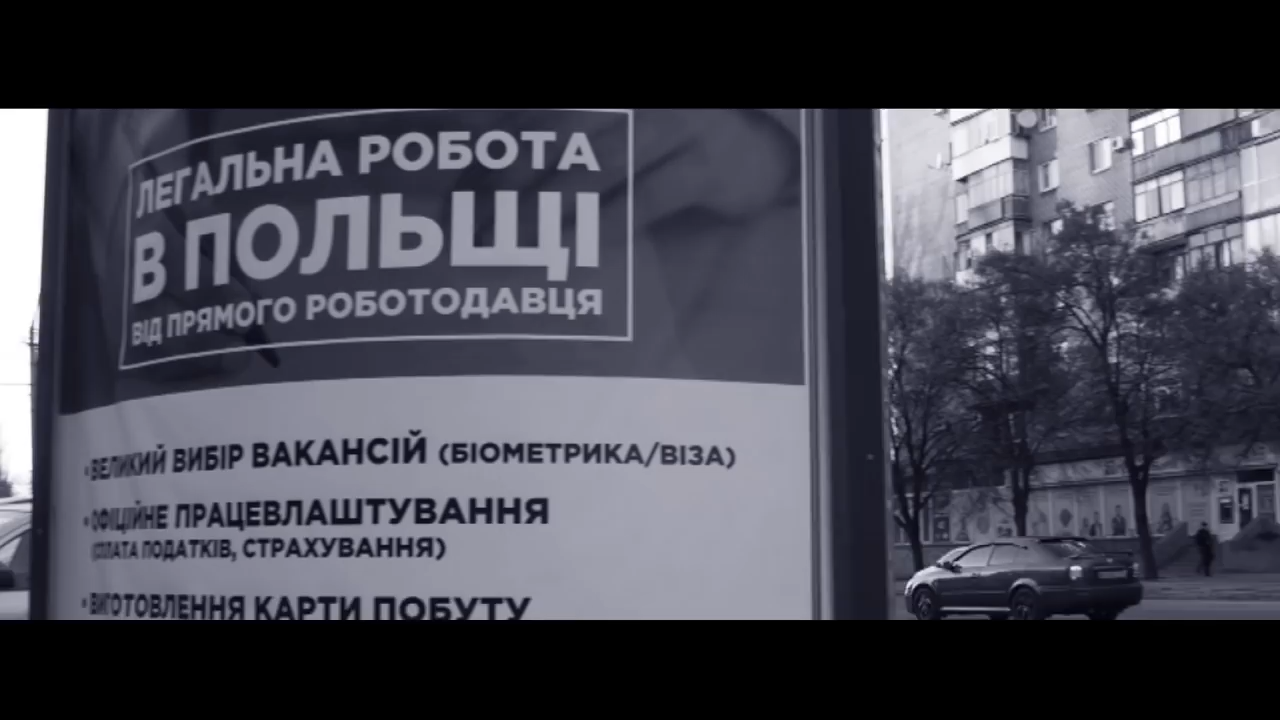 ЛЕГАЛЬНА РОБОТА
В ПОЛЬЩІ
ВІД ПРЯМОГО РОБОТОДАВЦЯ
• ВЕЛИКИЙ ВИБІР ВАКАНСІЙ (БІОМЕТРИКА/ВІЗА)
• ОФІЦІЙНЕ ПРАЦЕВЛАШТУВАННЯ
(СПЛАТА ПОДАТКІВ, СТРАХУВАННЯ)
• ВИГОТОВЛЕННЯ КАРТИ ПОБУТУ